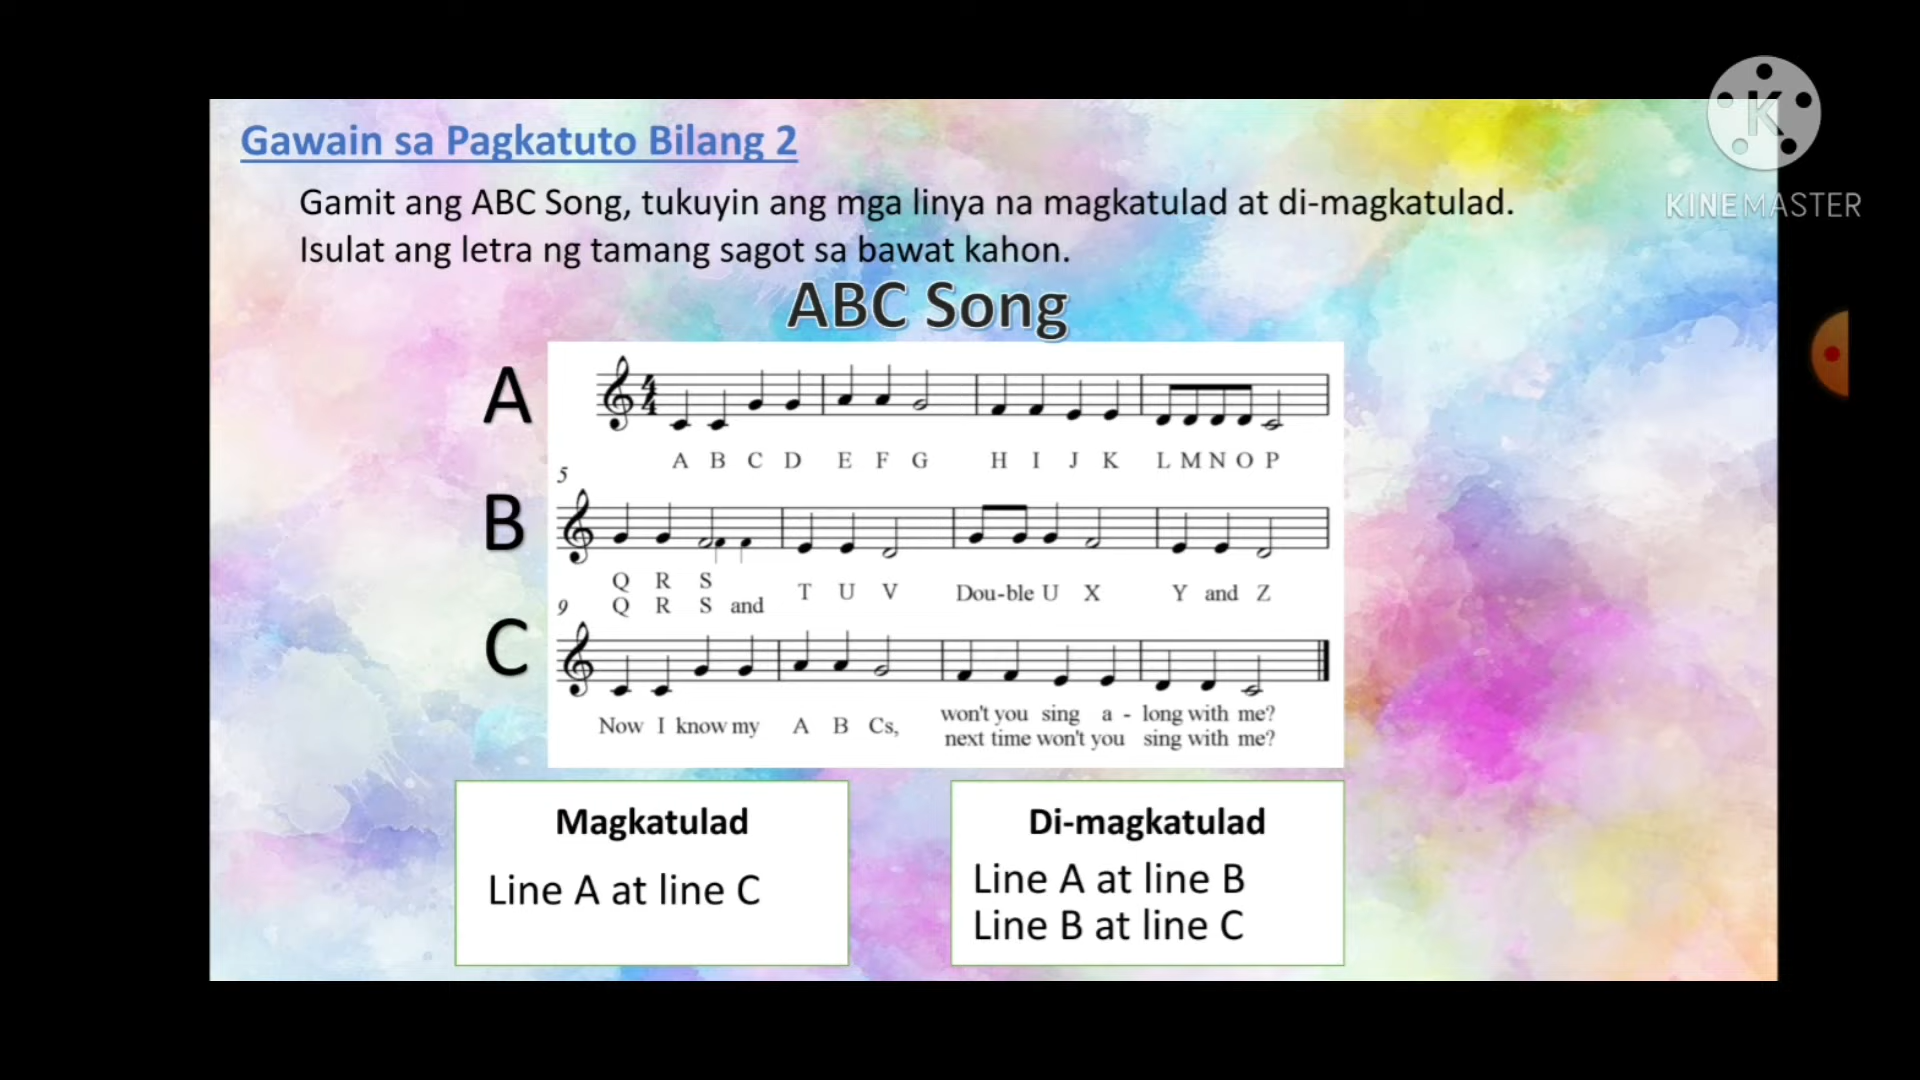 Gawain sa Pagkatuto Bilang 2
K
KINEMASTER
Gamit ang ABC Song, tukuyin ang mga linya na magkatulad at di-magkatulad.
Isulat ang letra ng tamang sagot sa bawat kahon.
ABC Song
A
4
4
A B C D E F G H I J K L M N O P
5
B
Q R S T U V Dou-ble U X Y and Z
Q R S and
9
C
Now I know my A B Cs, won't you sing a - long with me?
next time won't you sing with me?
Magkatulad
Line A at line C
Di-magkatulad
Line A at line B
Line B at line C